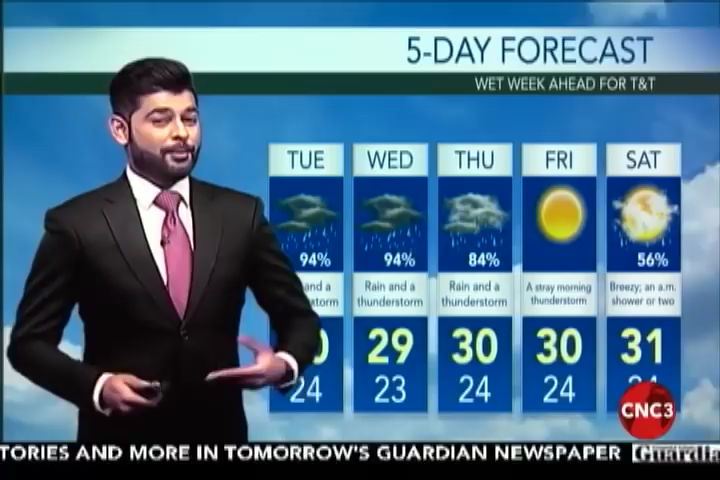 5-DAY FORECAST
WET WEEK AHEAD FOR T&T
TUE WED THU FRI SAT
94% 94% 84% 56%
and a Rain and a Rain and a A stray morning Breezy; an a.m.
thunderstorm thunderstorm thunderstorm shower or two
0 29 30 30 31
24 23 24 24
CNC3
TORIES AND MORE IN TOMORROW'S GUARDIAN NEWSPAPER Guardia